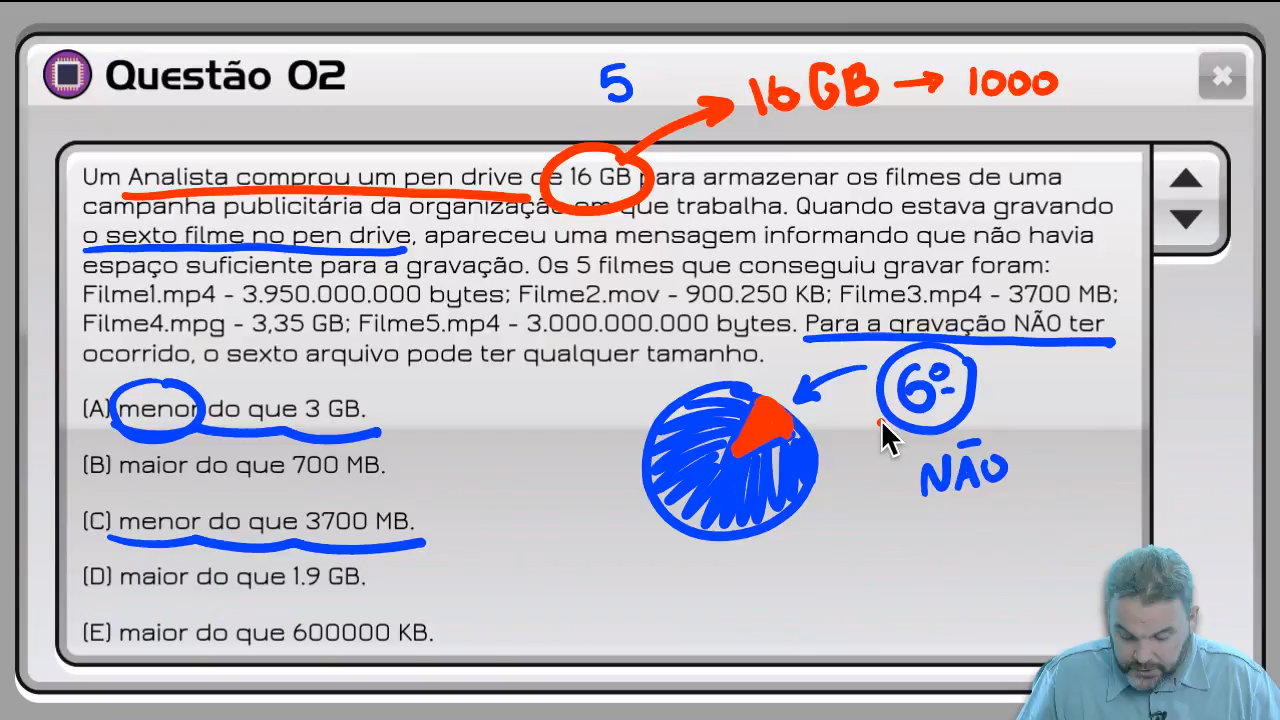 Questão 02
5
16 GB → 1000
Um Analista comprou um pen drive de 16 GB para armazenar os filmes de uma
campanha publicitária da organização em que trabalha. Quando estava gravando
o sexto filme no pen drive, apareceu uma mensagem informando que não havia
espaço suficiente para a gravação. Os 5 filmes que conseguiu gravar foram:
Filme1.mp4 - 3.950.000.000 bytes; Filme2.mov - 900.250 KB; Filme3.mp4 - 3700 MB;
Filme4.mpg - 3,35 GB; Filme5.mp4 - 3.000.000.000 bytes. Para a gravação NÃO ter
ocorrido, o sexto arquivo pode ter qualquer tamanho.
6º
(A) menor do que 3 GB.
(B) maior do que 700 MB.
NÃO
(C) menor do que 3700 MB.
(D) maior do que 1.9 GB.
(E) maior do que 600000 KB.